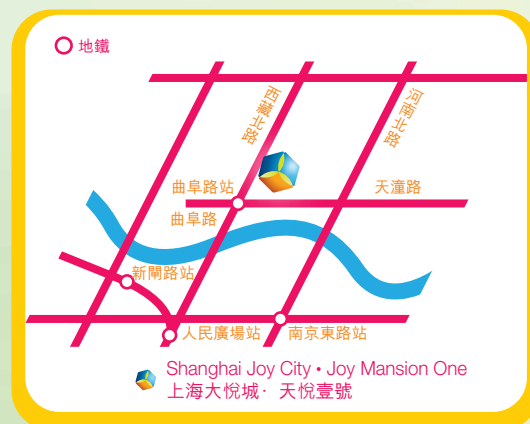 地鐵
西藏北路
河南北路
曲阜路站
天潼路
曲阜路
新閘路站
人民廣場站
南京東路站
Shanghai Joy City • Joy Mansion One
上海大悅城· 天悅壹號